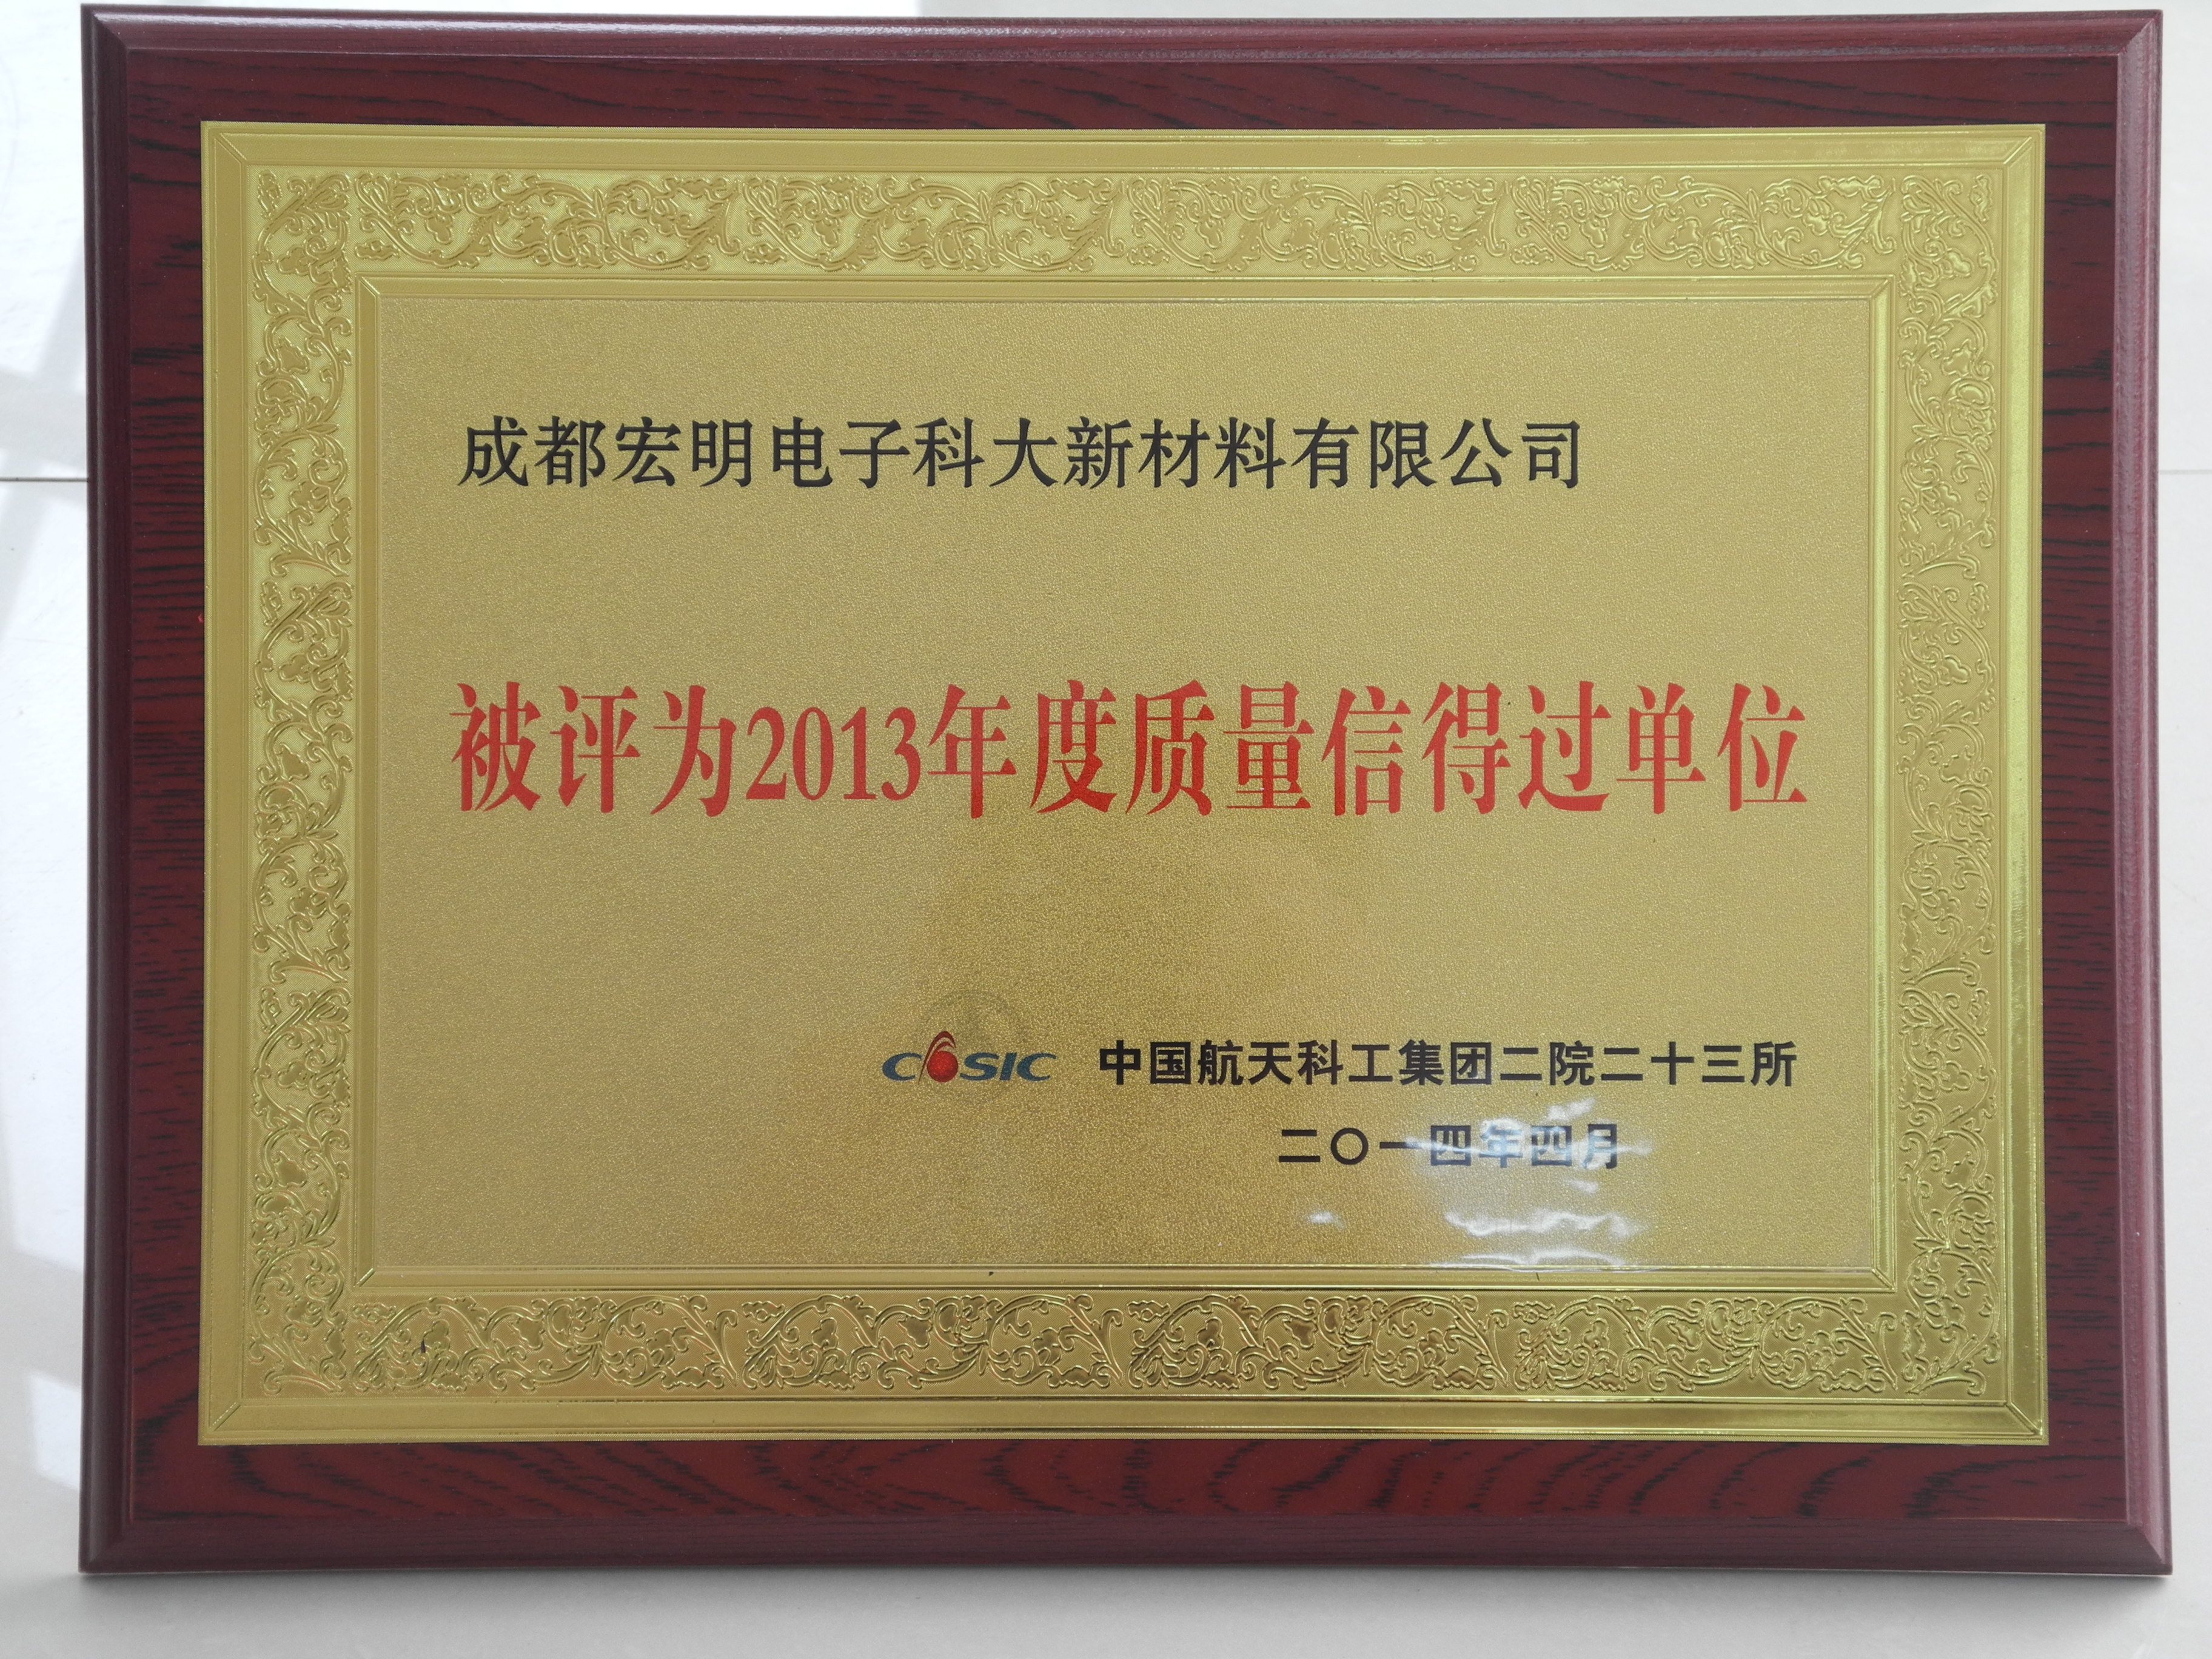 成都宏明电子科大新材料有限公司
被评为2013年度质量信得过单位
CASIC 中国航天科工集团二院二十三所
二〇一四年四月